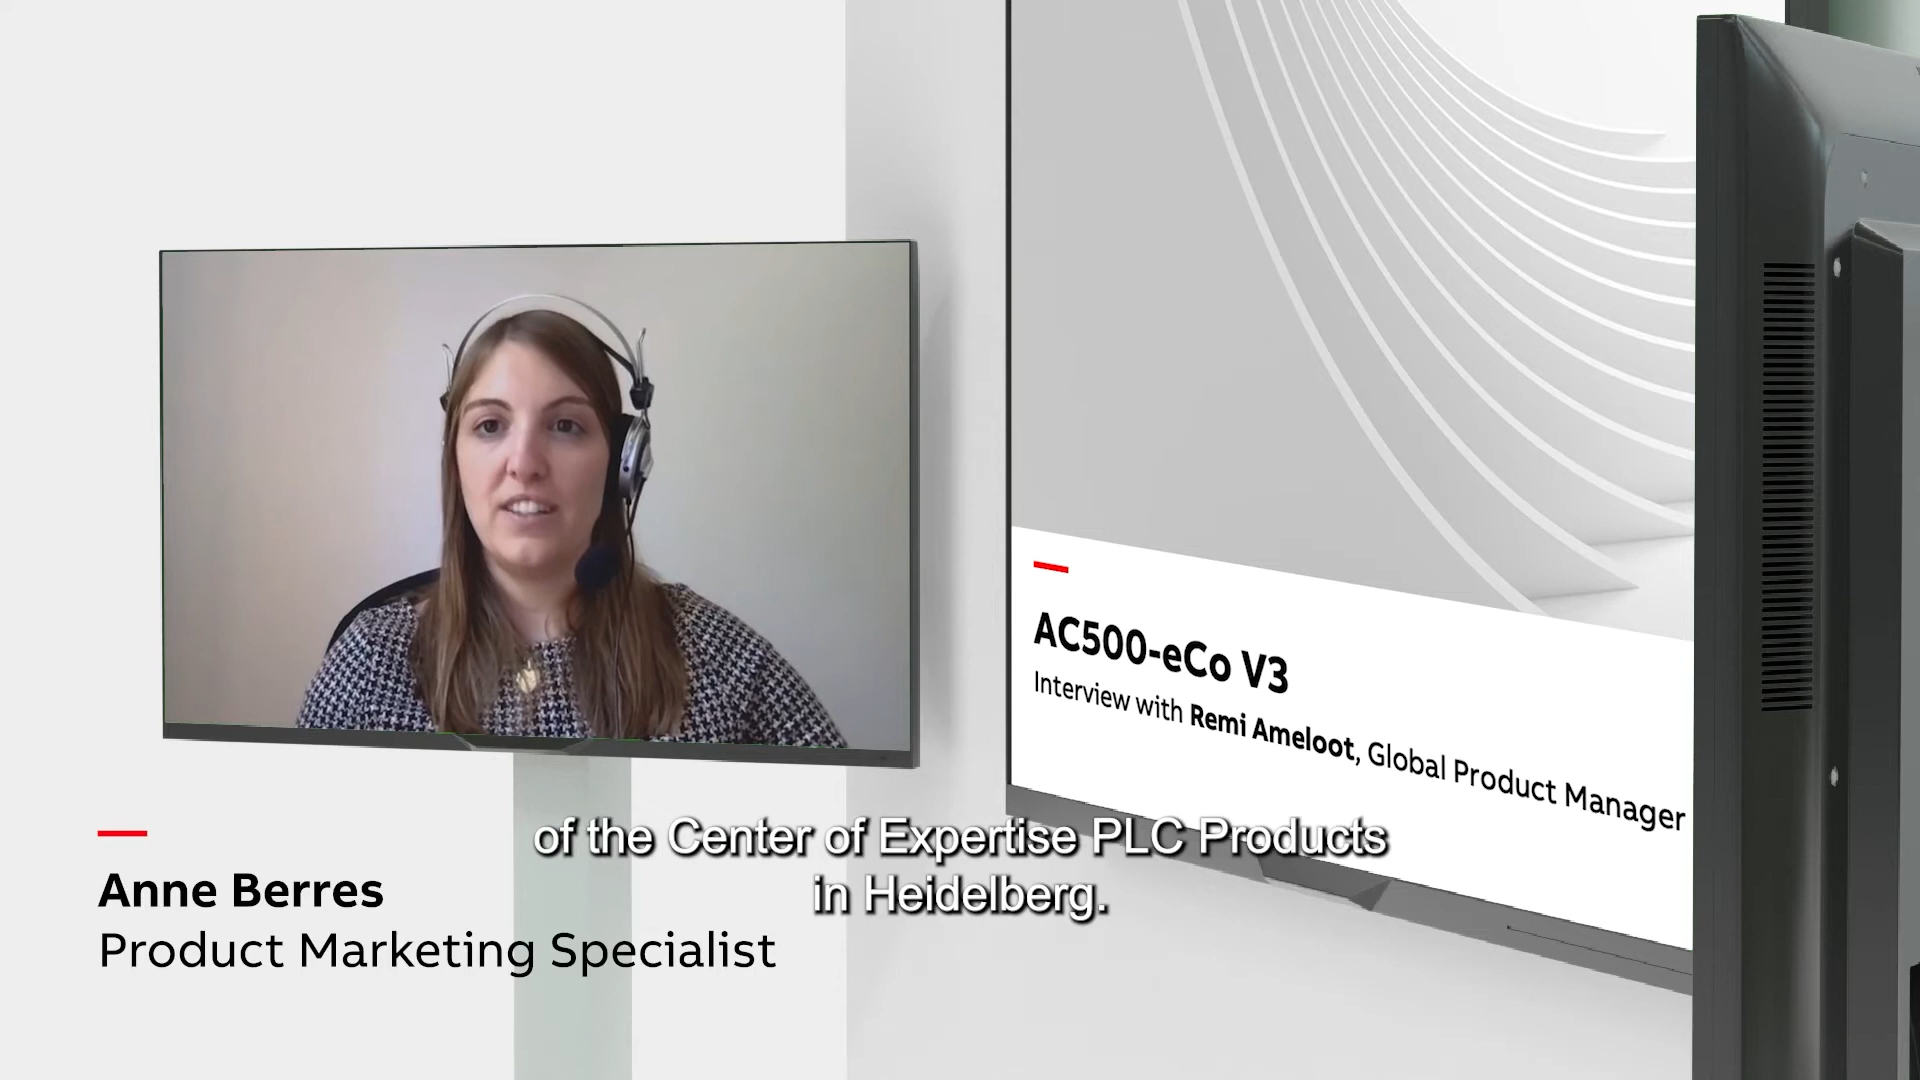 AC500-eCo V3
Interview with Remi Ameloot, Global Product Manager
of the Center of Expertise PLC Products
in Heidelberg.
Anne Berres
Product Marketing Specialist